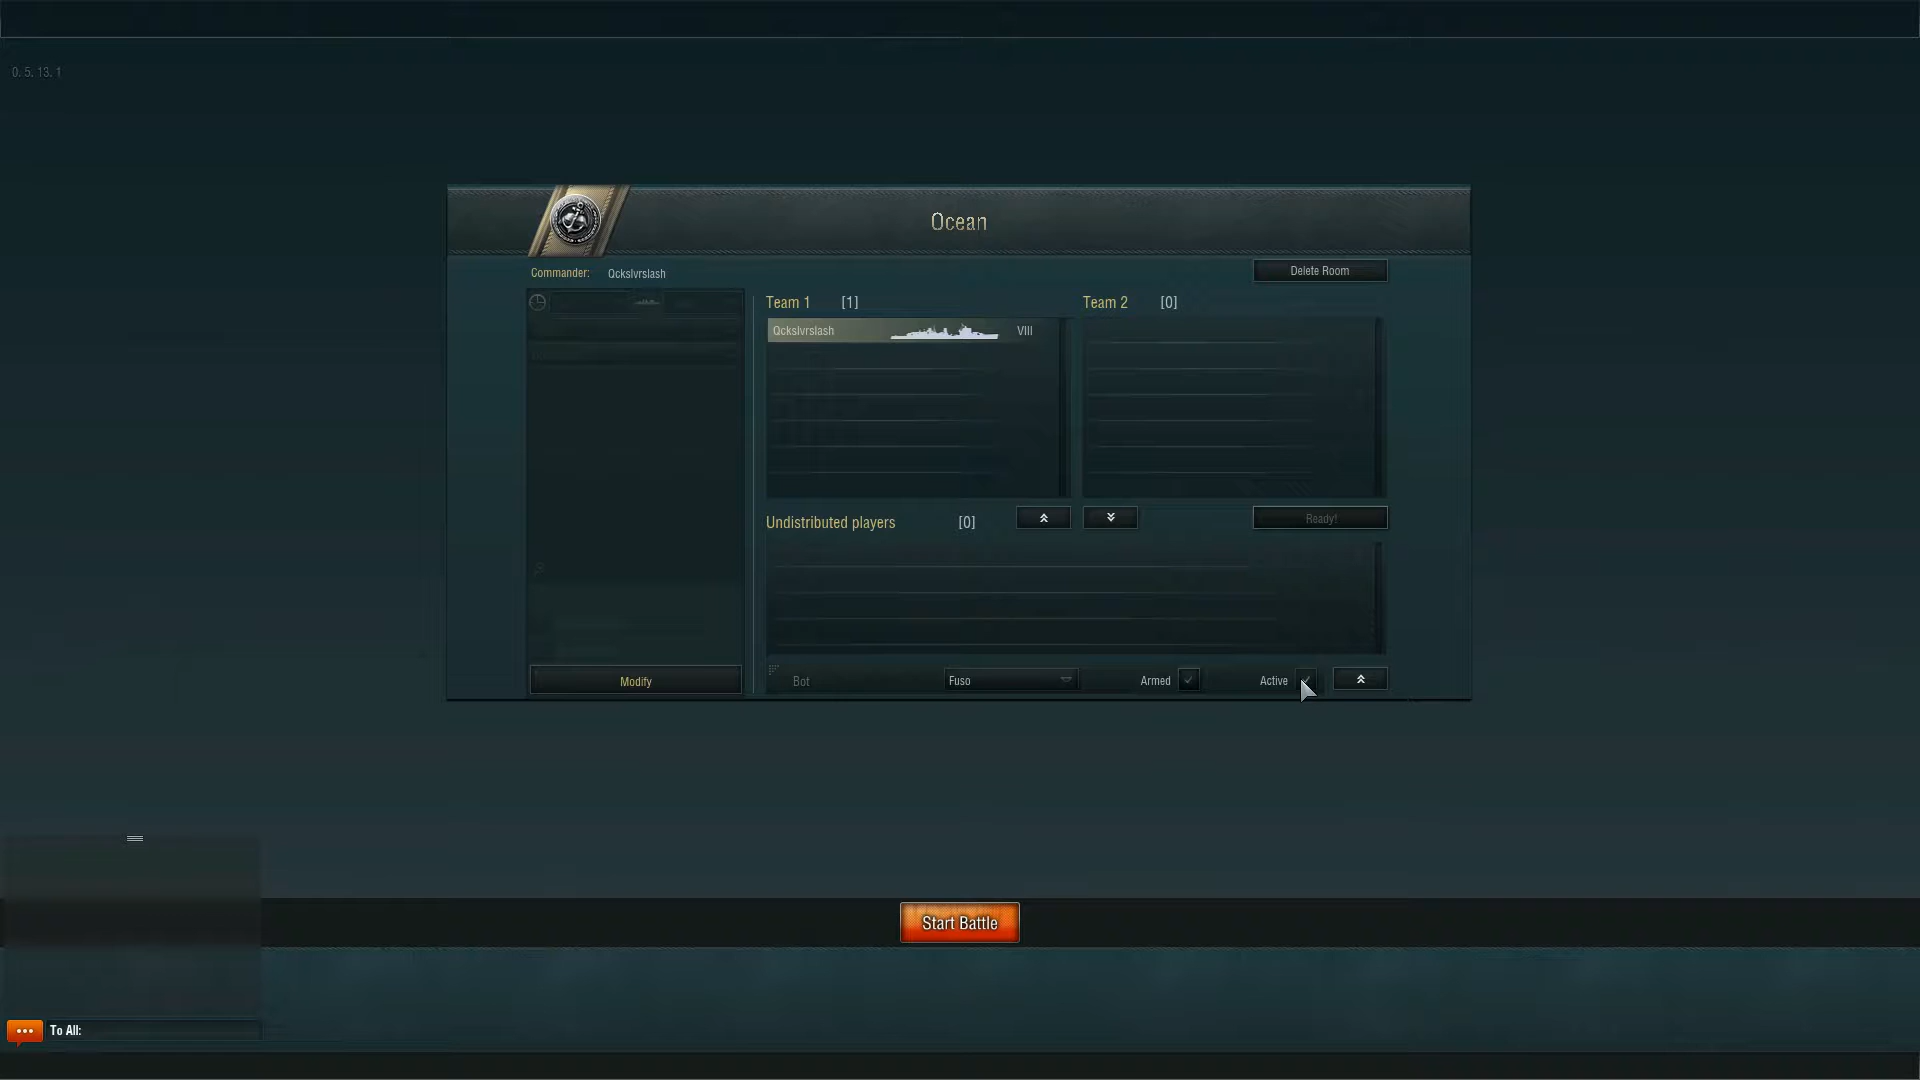 0. 5. 13. 1
Ocean
Commander: Qckslvrslash
Delete Room
Team 1 [1]
Team 2 [0]
Qckslvrslash VIII
Undistributed players [0]
Ready!
Modify
Bot
Fuso
Armed
Active
Start Battle
To All: